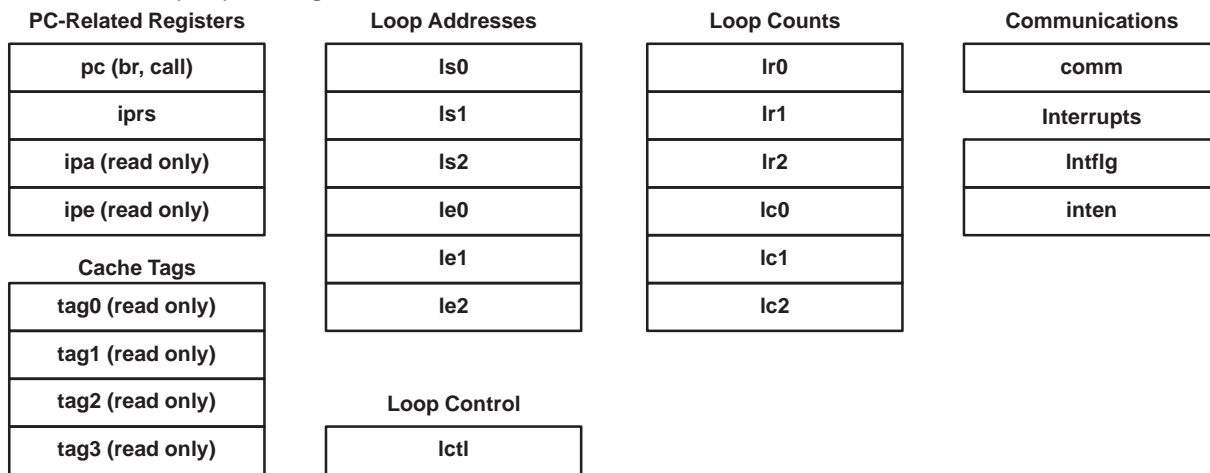 PC-Related Registers
pc (br, call)
iprs
ipa (read only)
ipe (read only)
Cache Tags
tag0 (read only)
tag1 (read only)
tag2 (read only)
tag3 (read only)
Loop Addresses
ls0
ls1
ls2
le0
le1
le2
Loop Control
lctl
Loop Counts
lr0
lr1
lr2
lc0
lc1
lc2
Communications
comm
Interrupts
Intflg
inten